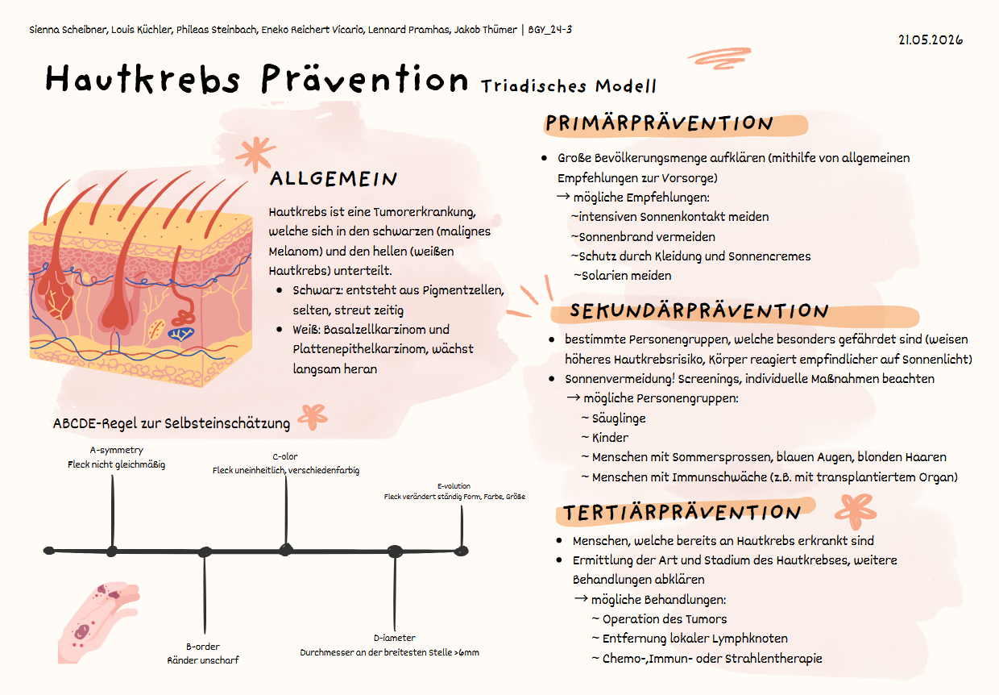 Sienna Scheibner, Louis Küchler, Phileas Steinbach, Eneko Reichert Vicario, Lennard Pramhas, Jakob Thümer | BGY_24-3
21.05.2026
Hautkrebs Prävention Triadisches Modell
ALLGEMEIN
Hautkrebs ist eine Tumorerkrankung,
welche sich in den schwarzen (malignes
Melanom) und den hellen (weißen
Hautkrebs) unterteilt.
• Schwarz: entsteht aus Pigmentzellen,
selten, streut zeitig
• Weiß: Basalzellkarzinom und
Plattenepithelkarzinom, wächst
langsam heran
ABCDE-Regel zur Selbsteinschätzung
A-symmetry
Fleck nicht gleichmäßig
C-olor
Fleck uneinheitlich, verschiedenfarbig
E-volution
Fleck verändert ständig Form, Farbe, Größe
B-order
Ränder unscharf
D-iameter
Durchmesser an der breitesten Stelle >6mm
PRIMÄRPRÄVENTION
• Große Bevölkerungsmenge aufklären (mithilfe von allgemeinen
Empfehlungen zur Vorsorge)
→ mögliche Empfehlungen:
~intensiven Sonnenkontakt meiden
~Sonnenbrand vermeiden
~Schutz durch Kleidung und Sonnencremes
~Solarien meiden
SEKUNDÄRPRÄVENTION
• bestimmte Personengruppen, welche besonders gefährdet sind (weisen
höheres Hautkrebsrisiko, Körper reagiert empfindlicher auf Sonnenlicht)
• Sonnenvermeidung! Screenings, individuelle Maßnahmen beachten
→ mögliche Personengruppen:
~ Säuglinge
~ Kinder
~ Menschen mit Sommersprossen, blauen Augen, blonden Haaren
~ Menschen mit Immunschwäche (z.B. mit transplantiertem Organ)
TERTIÄRPRÄVENTION
• Menschen, welche bereits an Hautkrebs erkrankt sind
• Ermittlung der Art und Stadium des Hautkrebses, weitere
Behandlungen abklären
→ mögliche Behandlungen:
~ Operation des Tumors
~ Entfernung lokaler Lymphknoten
~ Chemo-,Immun- oder Strahlentherapie